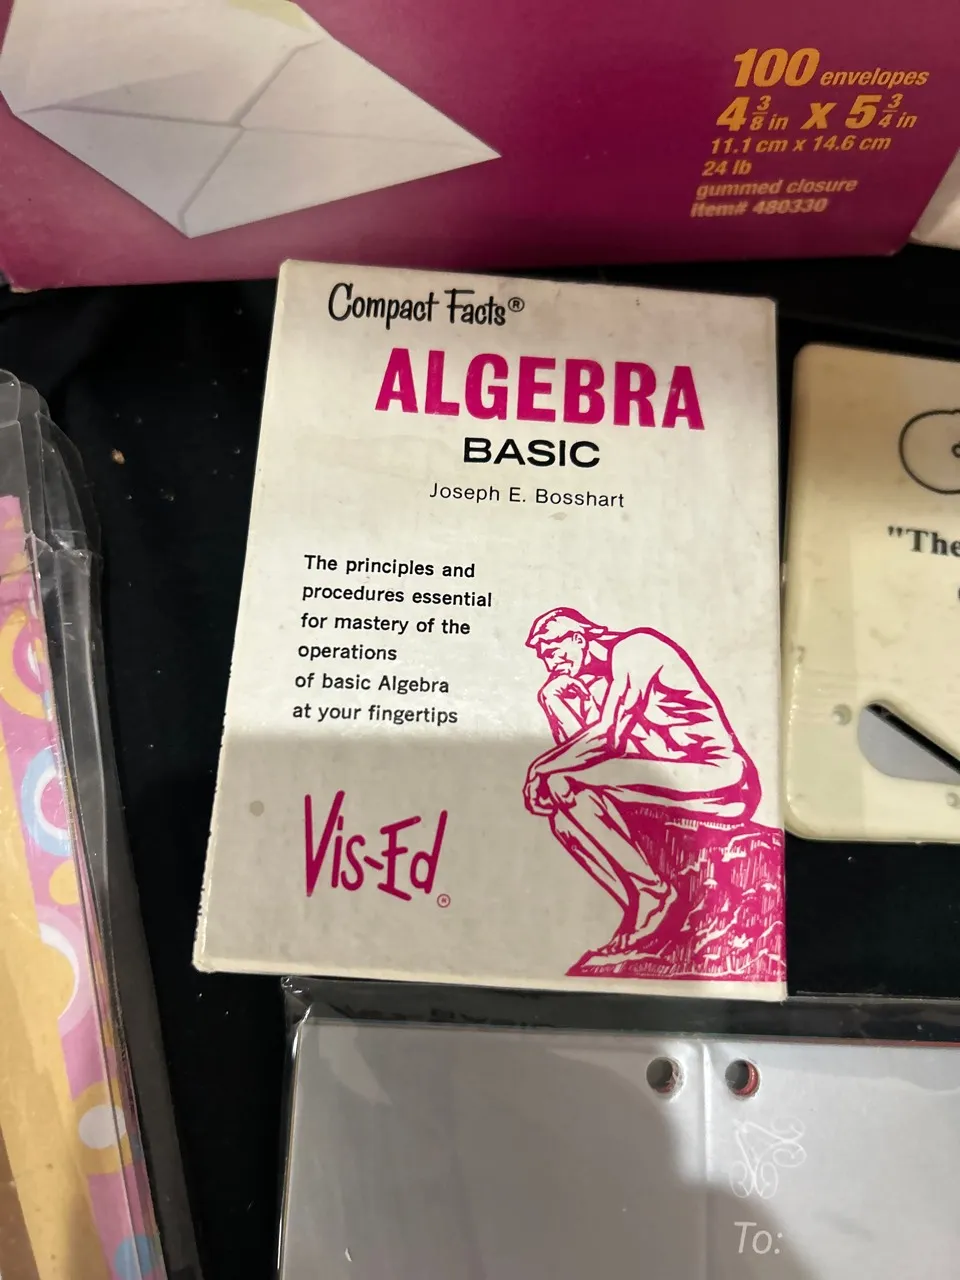 100 envelopes
4 3/8 in x 5 3/4 in
11.1 cm x 14.6 cm
24 lb
gummed closure
Item# 480330
Compact Facts®
ALGEBRA
BASIC
Joseph E. Bosshart
The principles and
procedures essential
for mastery of the
operations
of basic Algebra
at your fingertips
Vis-Ed®
"The
To: